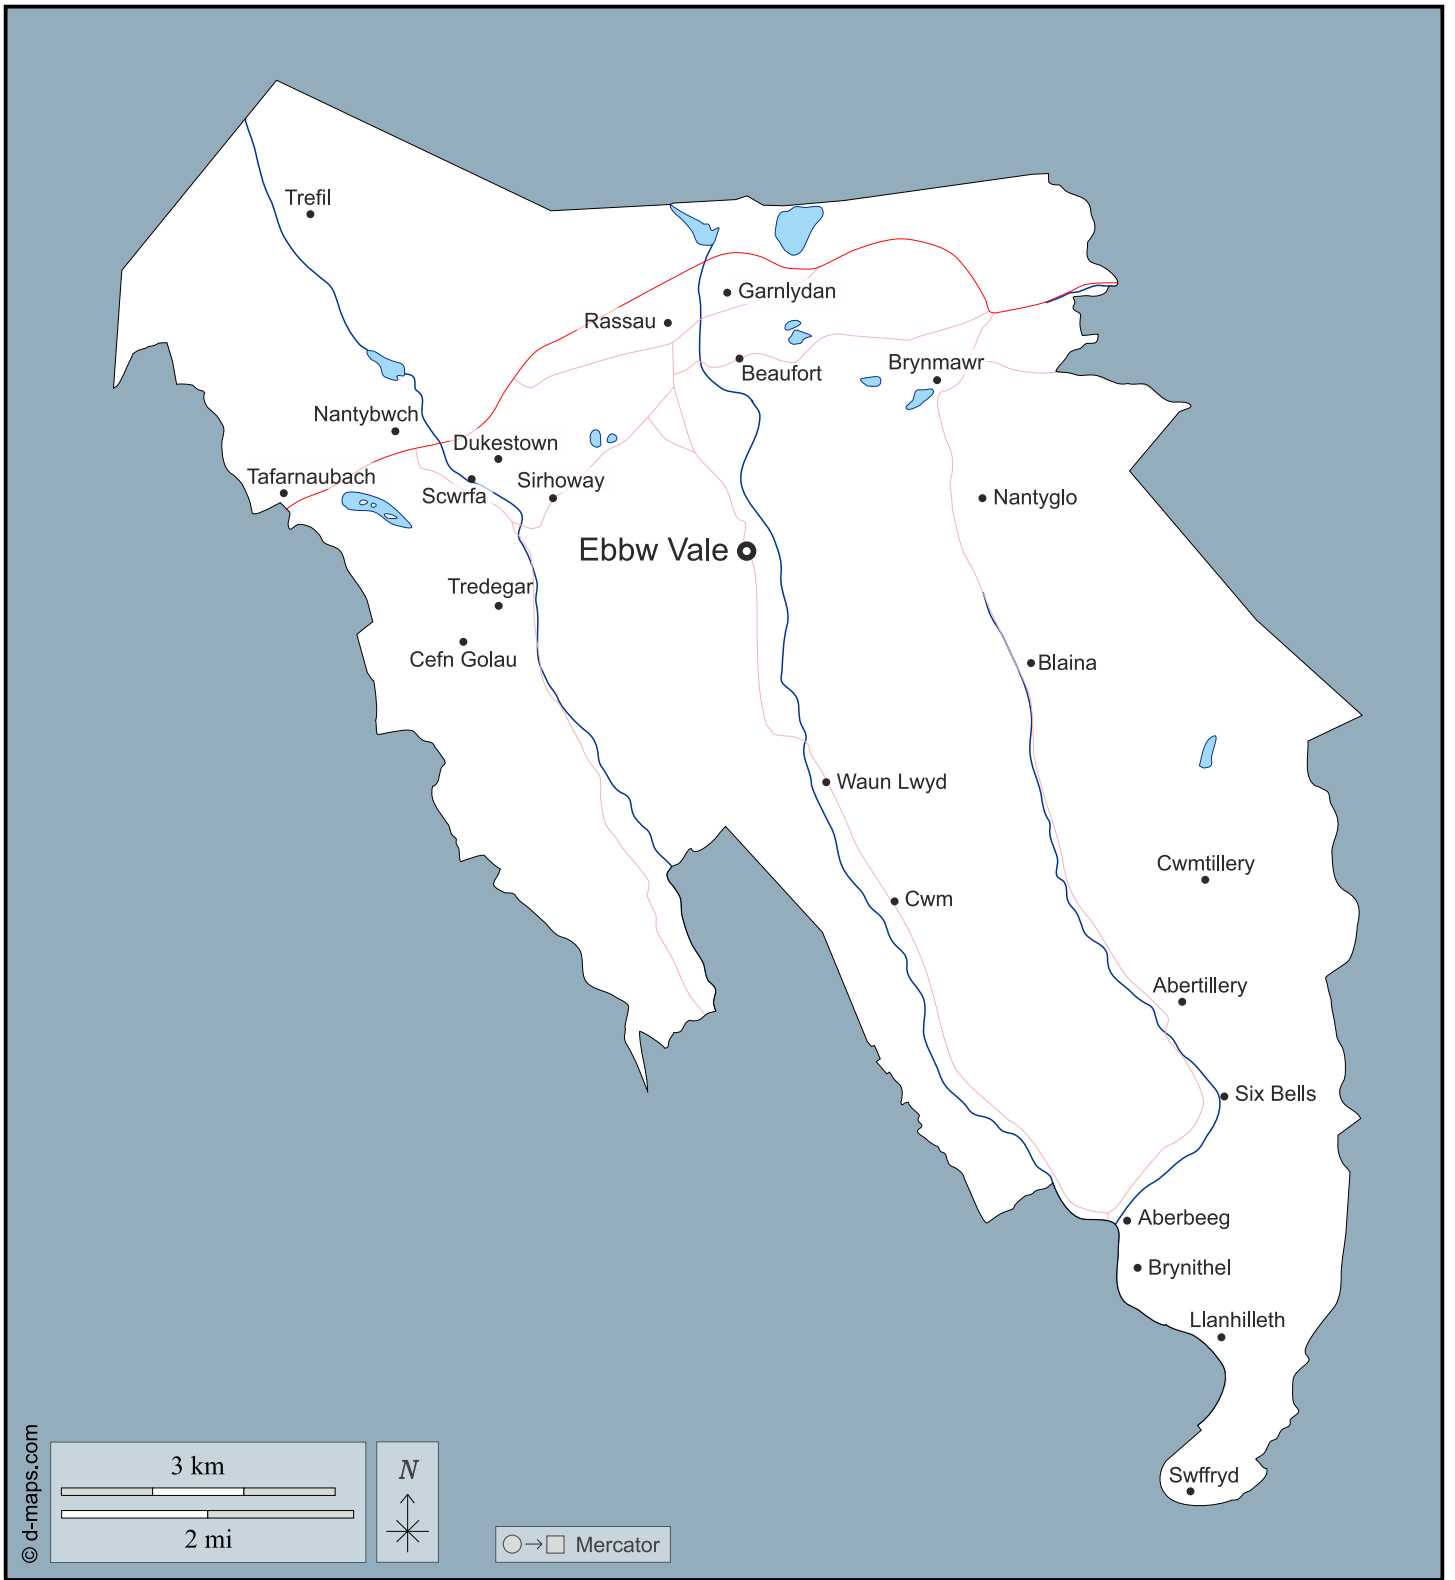 Trefil
Garnlydan
Rassau
Beaufort
Brynmawr
Nantybwch
Dukestown
Tafarnaubach
Scwrfa
Sirhoway
Nantyglo
Ebbw Vale
Tredegar
Cefn Golau
Blaina
Waun Lwyd
Cwmtillery
Cwm
Abertillery
Six Bells
Aberbeeg
Brynithel
Llanhilleth
Swffryd
© d-maps.com
3 km
2 mi
N
Mercator